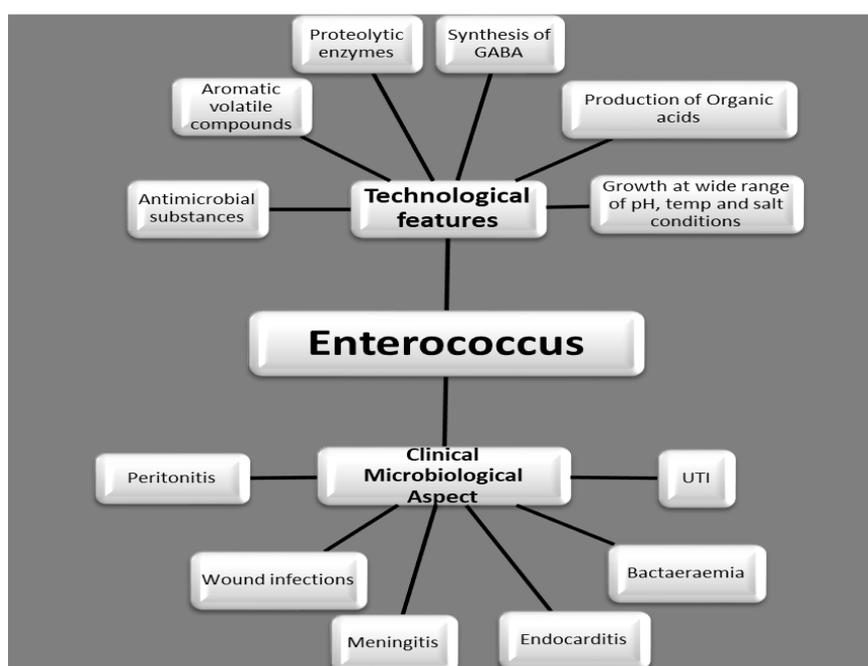 Proteolytic
enzymes
Synthesis of
GABA
Aromatic
volatile
compounds
Production of Organic
acids
Antimicrobial
substances
Technological
features
Growth at wide range
of pH, temp and salt
conditions
Enterococcus
Clinical
Microbiological
Aspect
Peritonitis
UTI
Wound infections
Bactaeraemia
Meningitis
Endocarditis